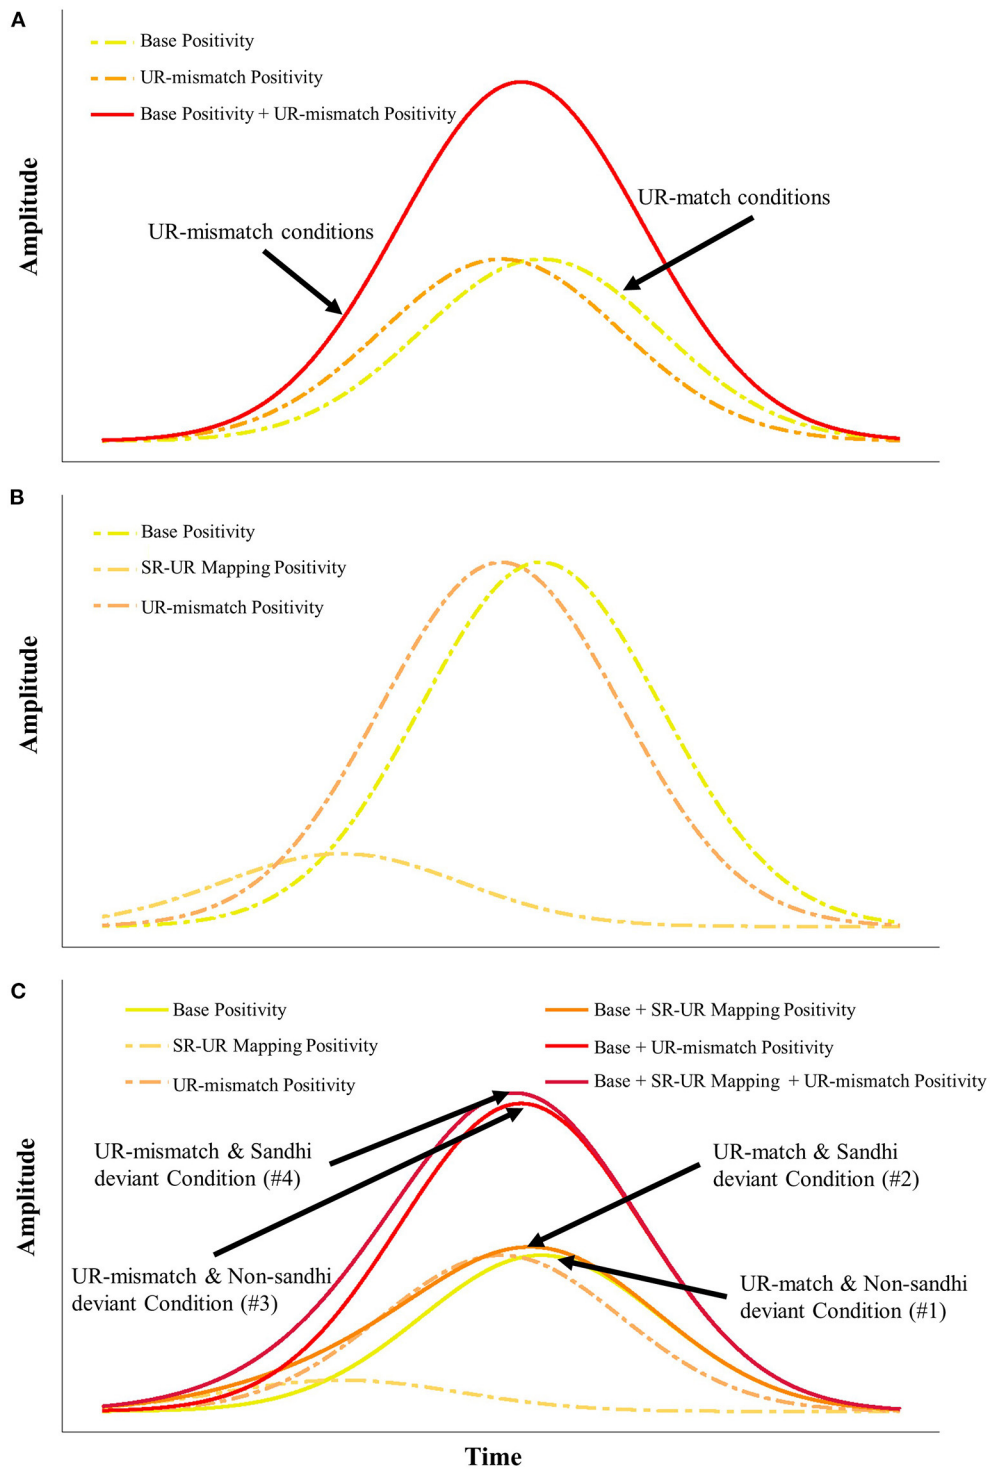 A
Base Positivity
UR-mismatch Positivity
Base Positivity + UR-mismatch Positivity
UR-match conditions
UR-mismatch conditions
Amplitude
B
Base Positivity
SR-UR Mapping Positivity
UR-mismatch Positivity
Amplitude
C
Base Positivity
SR-UR Mapping Positivity
UR-mismatch Positivity
Base + SR-UR Mapping Positivity
Base + UR-mismatch Positivity
Base + SR-UR Mapping + UR-mismatch Positivity
UR-mismatch & Sandhi
deviant Condition (#4)
UR-match & Sandhi
deviant Condition (#2)
UR-mismatch & Non-sandhi
deviant Condition (#3)
UR-match & Non-sandhi
deviant Condition (#1)
Amplitude
Time